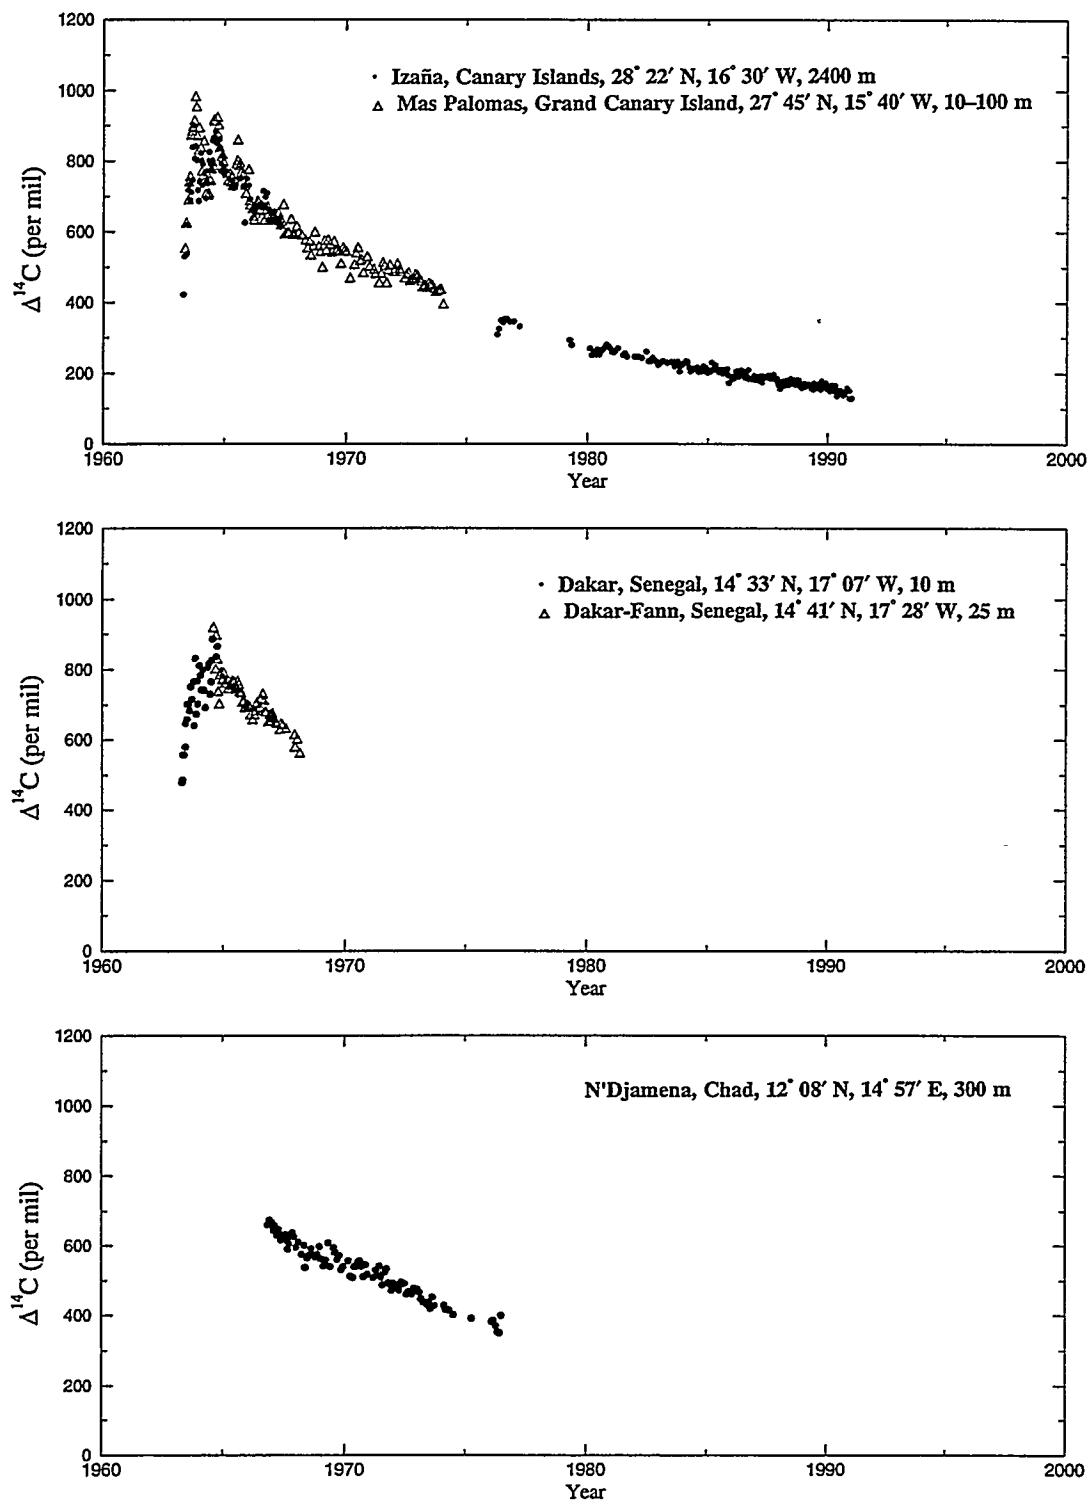 1200
1000
800
600
400
200
0
Δ14C (per mil)
• Izaña, Canary Islands, 28° 22′ N, 16° 30′ W, 2400 m
△ Mas Palomas, Grand Canary Island, 27° 45′ N, 15° 40′ W, 10–100 m
1960 1970 1980 1990 2000
Year
1200
1000
800
600
400
200
0
Δ14C (per mil)
• Dakar, Senegal, 14° 33′ N, 17° 07′ W, 10 m
△ Dakar-Fann, Senegal, 14° 41′ N, 17° 28′ W, 25 m
1960 1970 1980 1990 2000
Year
1200
1000
800
600
400
200
0
Δ14C (per mil)
N'Djamena, Chad, 12° 08′ N, 14° 57′ E, 300 m
1960 1970 1980 1990 2000
Year